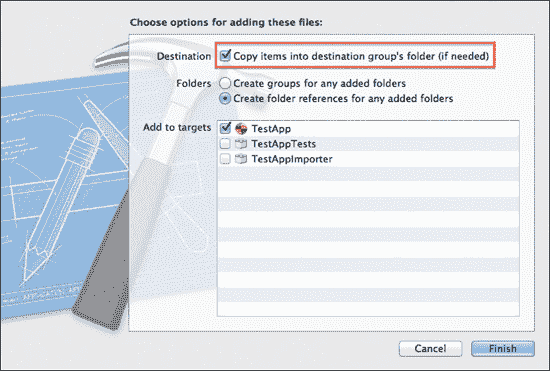 Choose options for adding these files:
Destination Copy items into destination group's folder (if needed)
Folders Create groups for any added folders
Create folder references for any added folders
Add to targets TestApp
TestAppTests
TestAppImporter
Cancel Finish